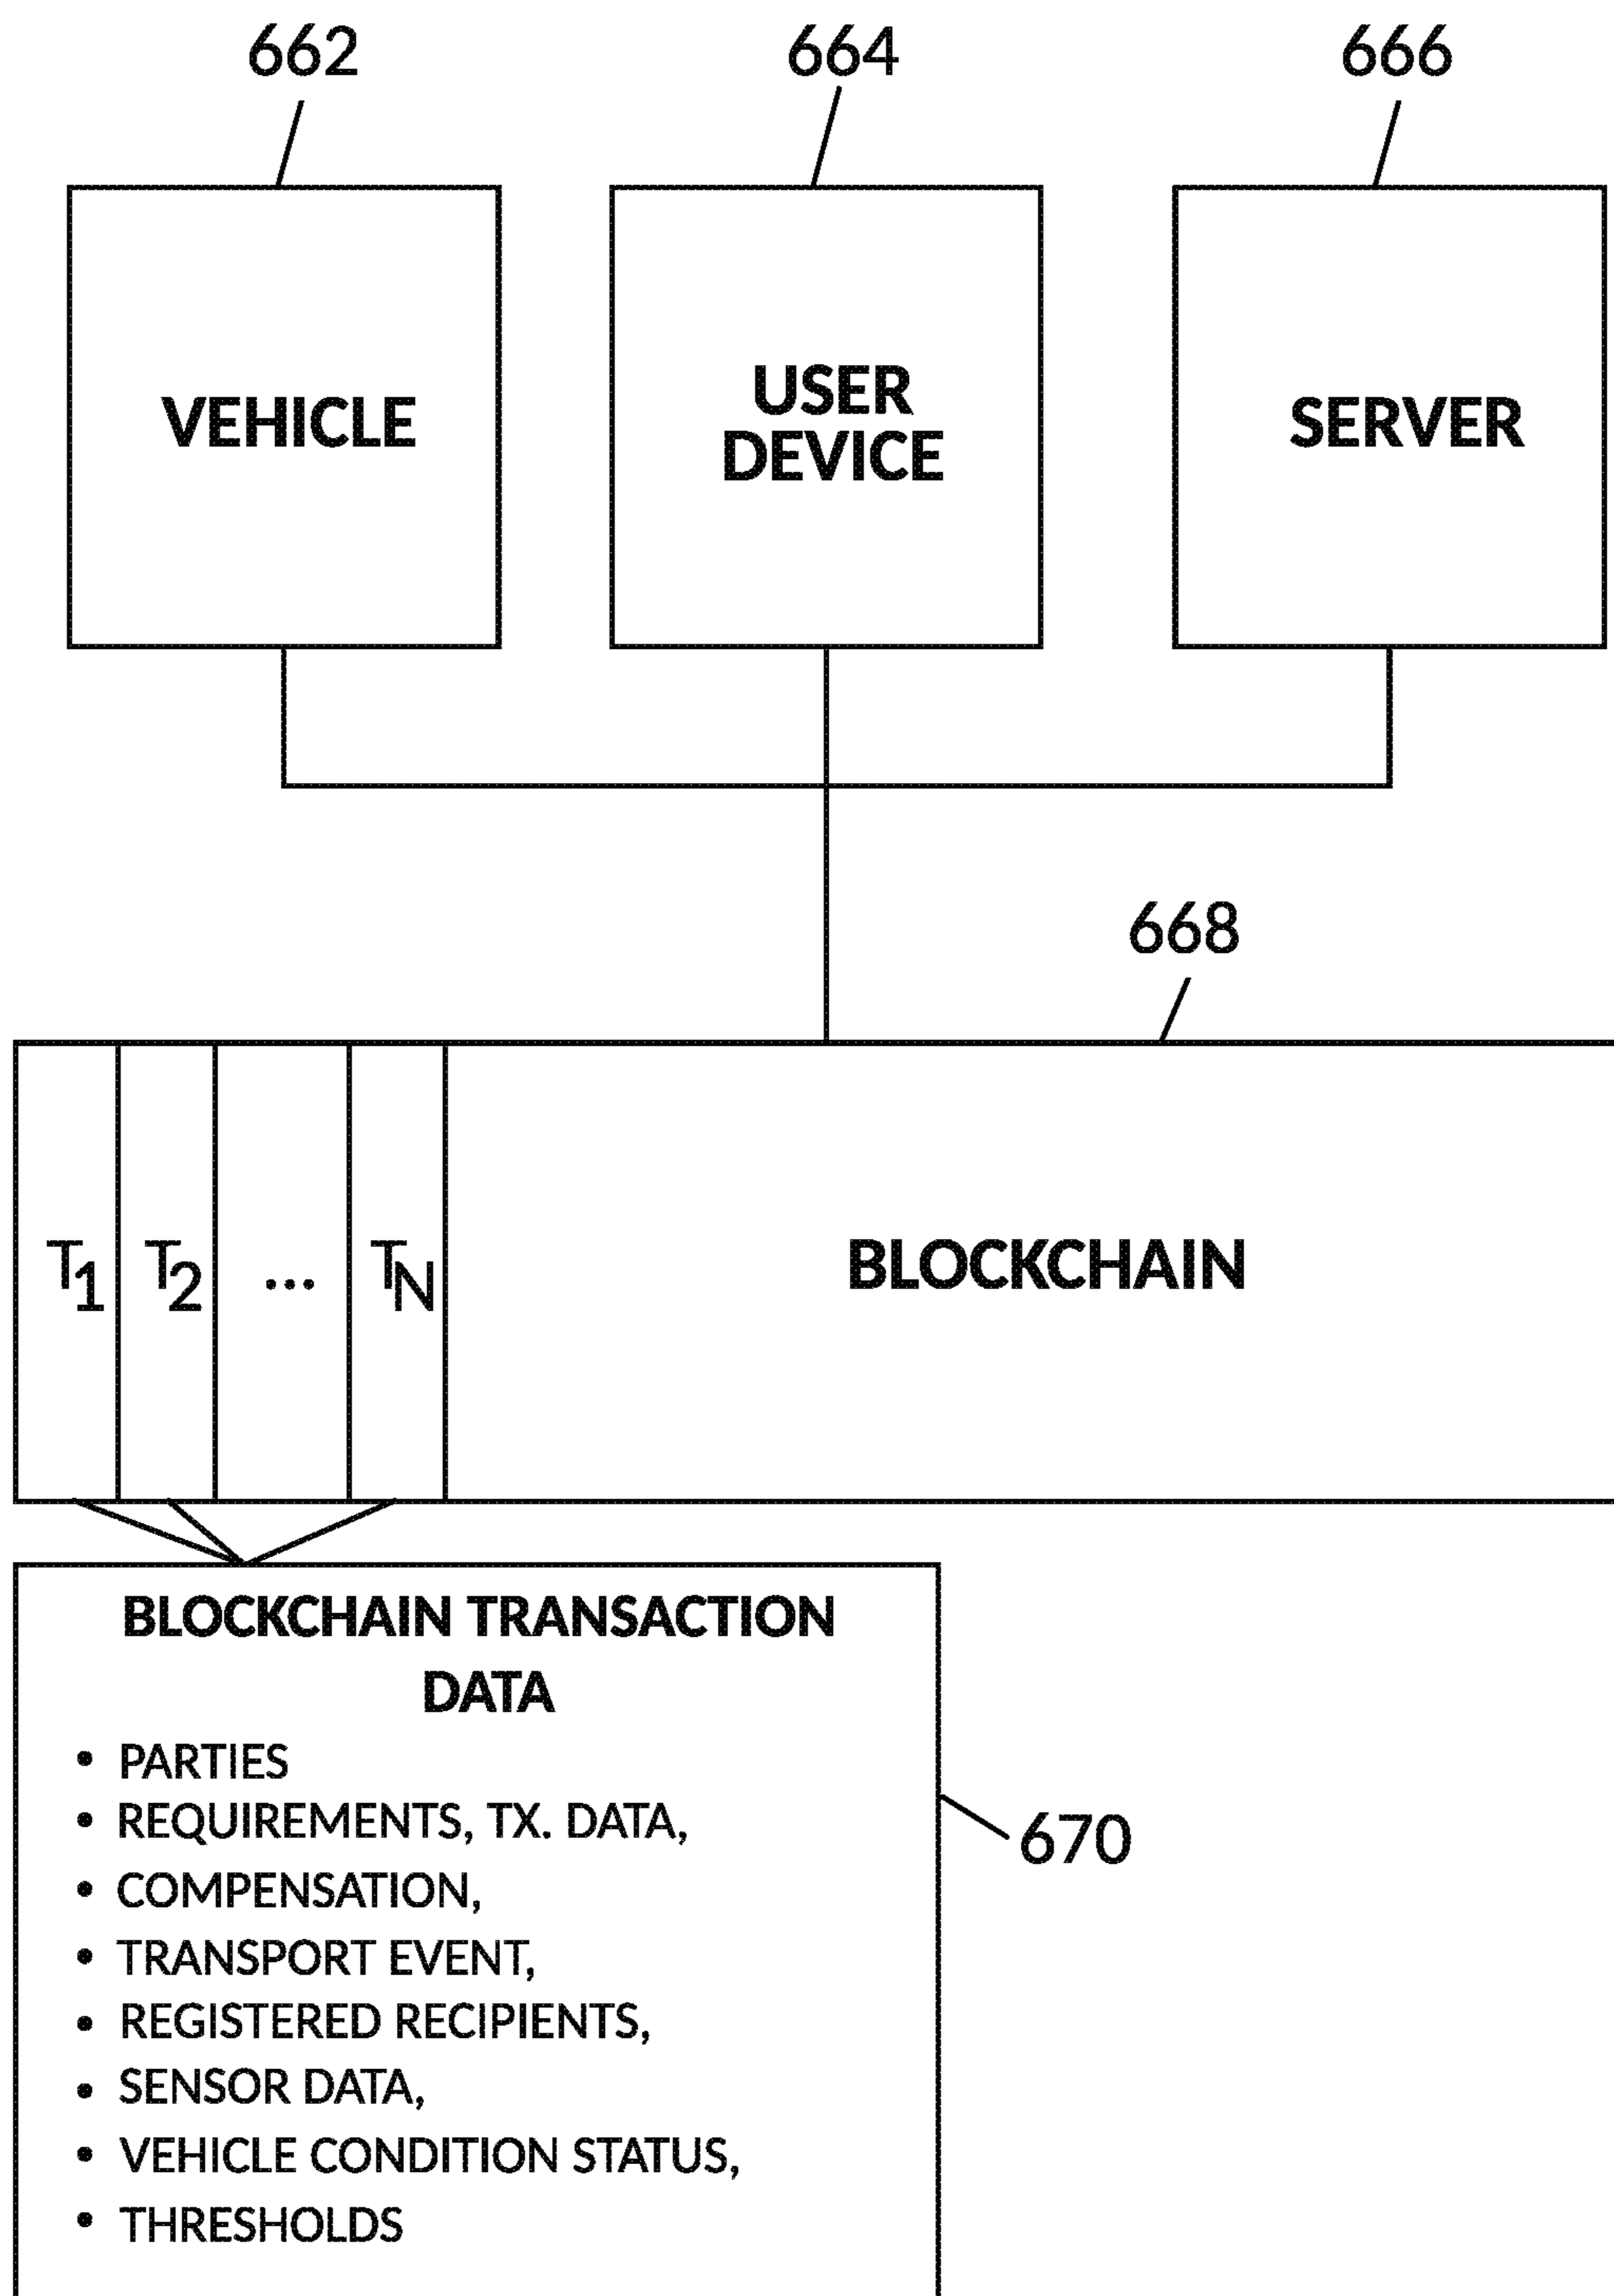 662 664 666
VEHICLE
USER
DEVICE
SERVER
668
T1 T2 ... TN BLOCKCHAIN
BLOCKCHAIN TRANSACTION
DATA
• PARTIES
• REQUIREMENTS, TX. DATA,
• COMPENSATION,
• TRANSPORT EVENT,
• REGISTERED RECIPIENTS,
• SENSOR DATA,
• VEHICLE CONDITION STATUS,
• THRESHOLDS
670